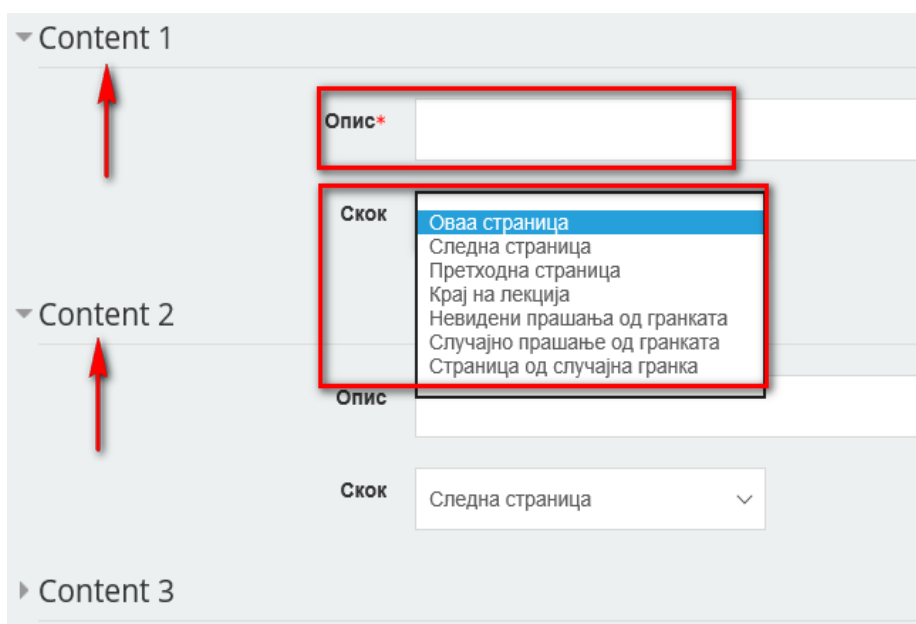 Content 1
Опис*
Скок
Оваа страница
Следна страница
Претходна страница
Крај на лекција
Невидени прашања од гранката
Случајно прашање од гранката
Страница од случајна гранка
Content 2
Опис
Скок
Следна страница
Content 3